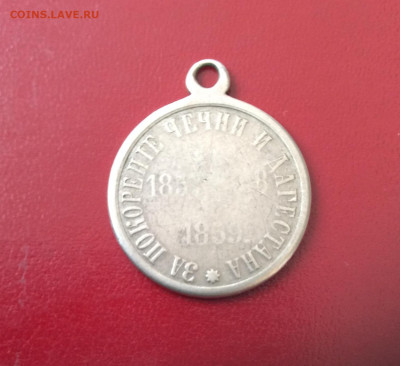 COINS.LAVE.RU
ЗА ПОКОРЕНІЕ ЧЕЧНИ И ДАГЕСТАНА
1859.